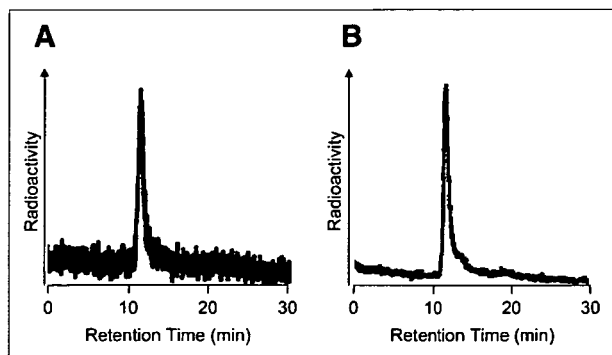 A
Radioactivity
0 10 20 30
Retention Time (min)
B
Radioactivity
0 10 20 30
Retention Time (min)